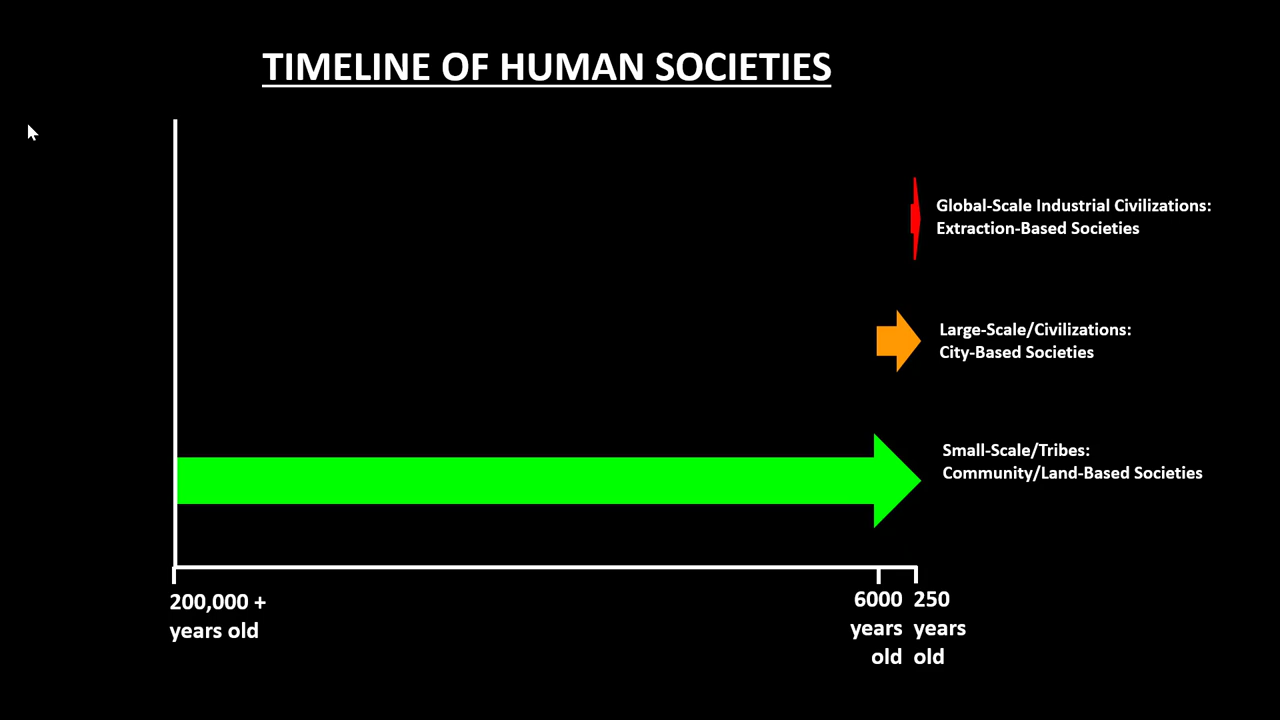 TIMELINE OF HUMAN SOCIETIES
Global-Scale Industrial Civilizations:
Extraction-Based Societies
Large-Scale/Civilizations:
City-Based Societies
Small-Scale/Tribes:
Community/Land-Based Societies
200,000 +
years old
6000
years
old
250
years
old